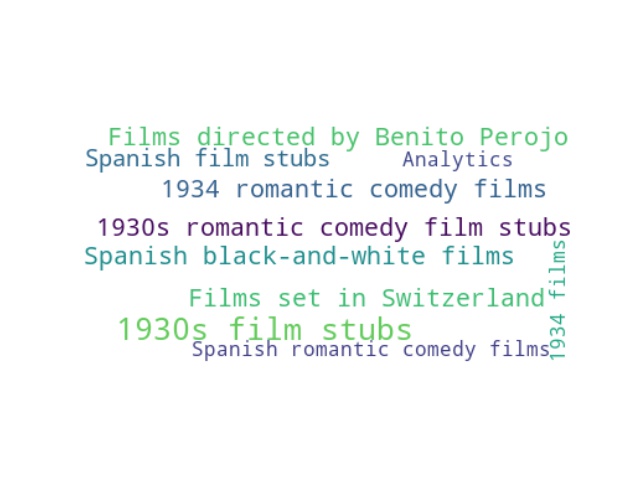 Films directed by Benito Perojo
Spanish film stubs
Analytics
1934 romantic comedy films
1930s romantic comedy film stubs
Spanish black-and-white films
1934 films
Films set in Switzerland
1930s film stubs
Spanish romantic comedy films